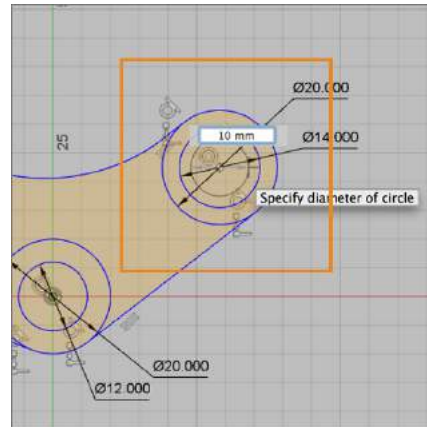 Ø20.000
10 mm
Ø14.000
25
Specify diameter of circle
Ø20.000
Ø12.000